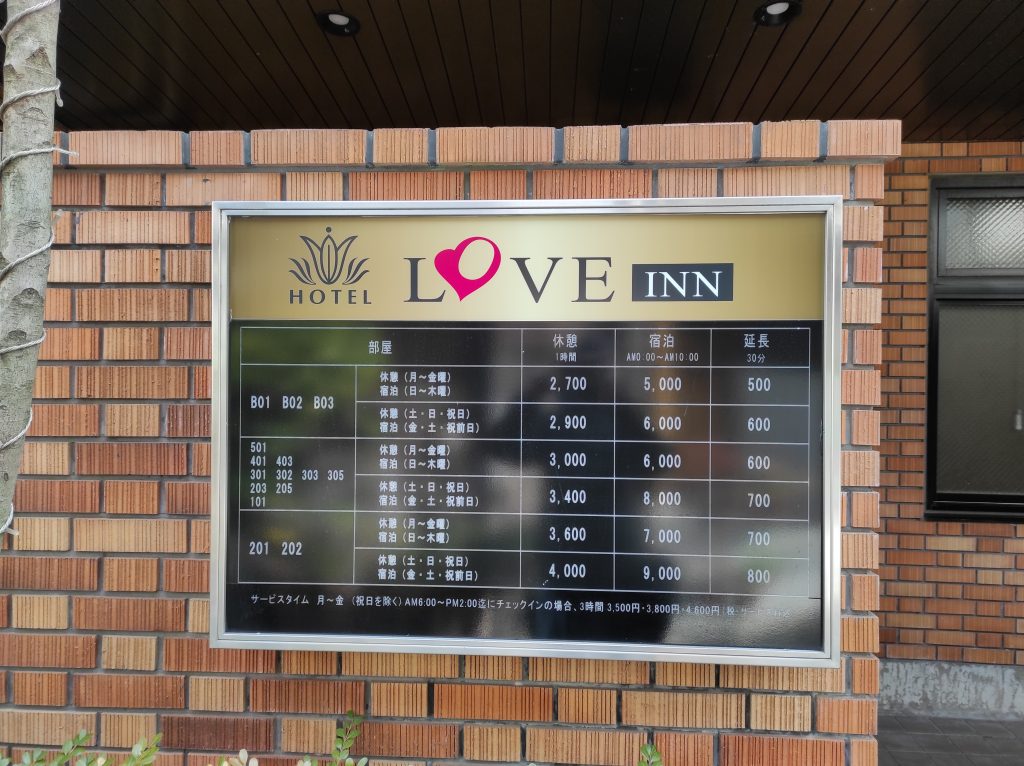 HOTEL LOVE INN
部屋 休憩 1時間 宿泊 AM0:00～AM10:00 延長 30分
B01 B02 B03
休憩（月～金曜） 宿泊（日～木曜） 2,700 5,000 500
休憩（土・日・祝日） 宿泊（金・土・祝前日） 2,900 6,000 600
501
401 403
301 302 303 305
203 205
101
休憩（月～金曜） 宿泊（日～木曜） 3,000 6,000 600
休憩（土・日・祝日） 宿泊（金・土・祝前日） 3,400 8,000 700
201 202
休憩（月～金曜） 宿泊（日～木曜） 3,600 7,000 700
休憩（土・日・祝日） 宿泊（金・土・祝前日） 4,000 9,000 800
サービスタイム 月～金 （祝日を除く）AM6:00～PM2:00迄にチェックインの場合、3時間 3,500円・3,800円・4,600円